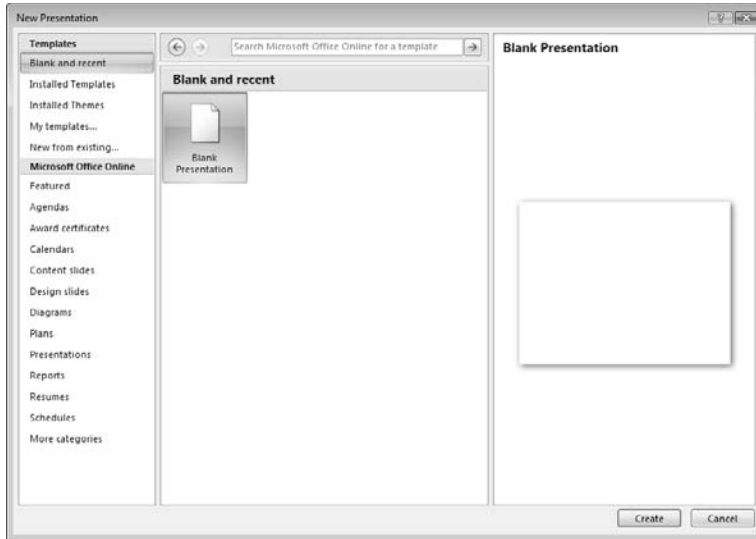 New Presentation
Templates
Blank and recent
Installed Templates
Installed Themes
My templates...
New from existing...
Microsoft Office Online
Featured
Agendas
Award certificates
Calendars
Content slides
Design slides
Diagrams
Plans
Presentations
Reports
Resumes
Schedules
More categories
Search Microsoft Office Online for a template
Blank and recent
Blank
Presentation
Blank Presentation
Create
Cancel